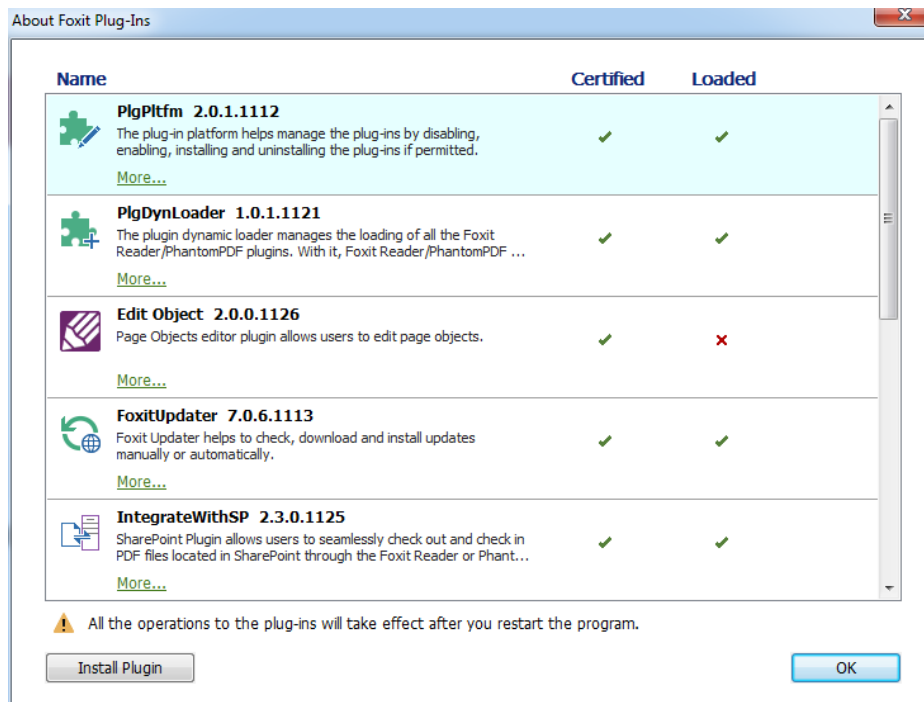 About Foxit Plug-Ins
Name Certified Loaded
PlgPltfm 2.0.1.1112
The plug-in platform helps manage the plug-ins by disabling,
enabling, installing and uninstalling the plug-ins if permitted.
More...
PlgDynLoader 1.0.1.1121
The plugin dynamic loader manages the loading of all the Foxit
Reader/PhantomPDF plugins. With it, Foxit Reader/PhantomPDF ...
More...
Edit Object 2.0.0.1126
Page Objects editor plugin allows users to edit page objects.
More...
FoxitUpdater 7.0.6.1113
Foxit Updater helps to check, download and install updates
manually or automatically.
More...
IntegrateWithSP 2.3.0.1125
SharePoint Plugin allows users to seamlessly check out and check in
PDF files located in SharePoint through the Foxit Reader or Phant...
More...
All the operations to the plug-ins will take effect after you restart the program.
Install Plugin OK